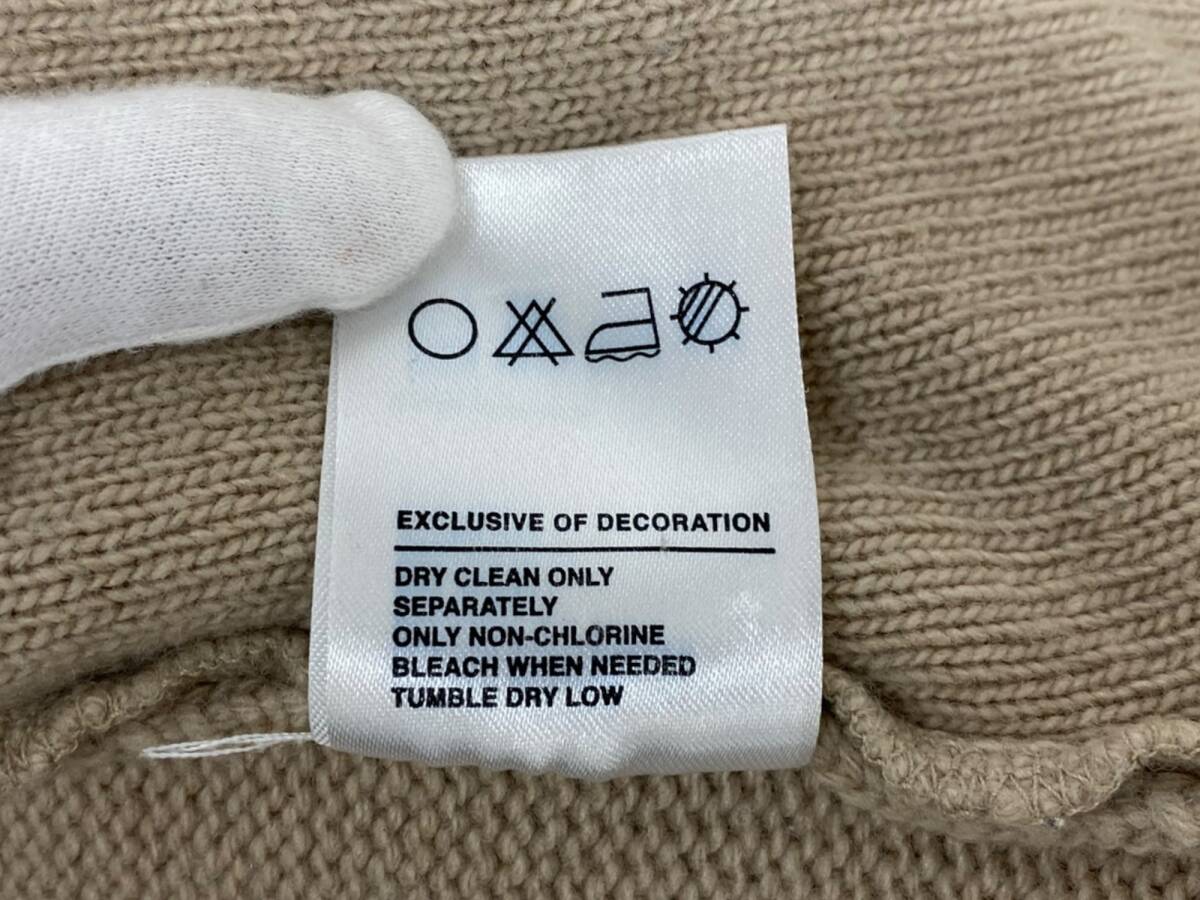 EXCLUSIVE OF DECORATION
DRY CLEAN ONLY
SEPARATELY
ONLY NON-CHLORINE
BLEACH WHEN NEEDED
TUMBLE DRY LOW